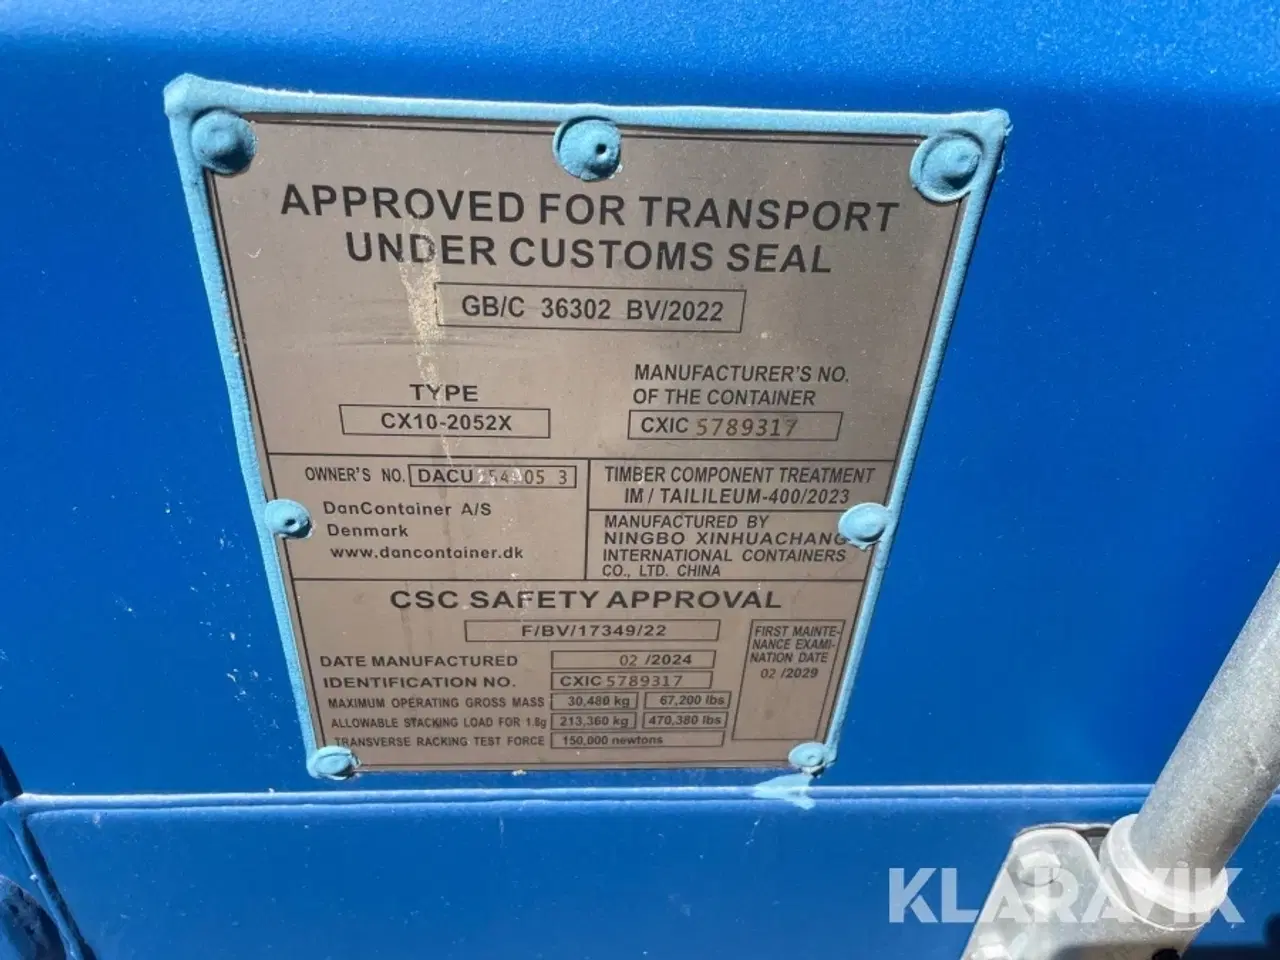 APPROVED FOR TRANSPORT
UNDER CUSTOMS SEAL
GB/C 36302 BV/2022
TYPE
CX10-2052X
MANUFACTURER'S NO.
OF THE CONTAINER
CXIC 5789317
OWNER'S NO. DACU
DanContainer A/S
Denmark
www.dancontainer.dk
TIMBER COMPONENT TREATMENT
IM / TAILILEUM-400/2023
MANUFACTURED BY
NINGBO XINHUACHANG
INTERNATIONAL CONTAINERS
CO., LTD. CHINA
CSC SAFETY APPROVAL
F/BV/17349/22
DATE MANUFACTURED 02 /2024
IDENTIFICATION NO. CXIC 5789317
MAXIMUM OPERATING GROSS MASS 30,480 kg 67,200 lbs
ALLOWABLE STACKING LOAD FOR 1.8g 213,360 kg 470,380 lbs
TRANSVERSE RACKING TEST FORCE 150,000 newtons
FIRST MAINTE-
NANCE EXAMI-
NATION DATE
02 /2029
KLARAVIK